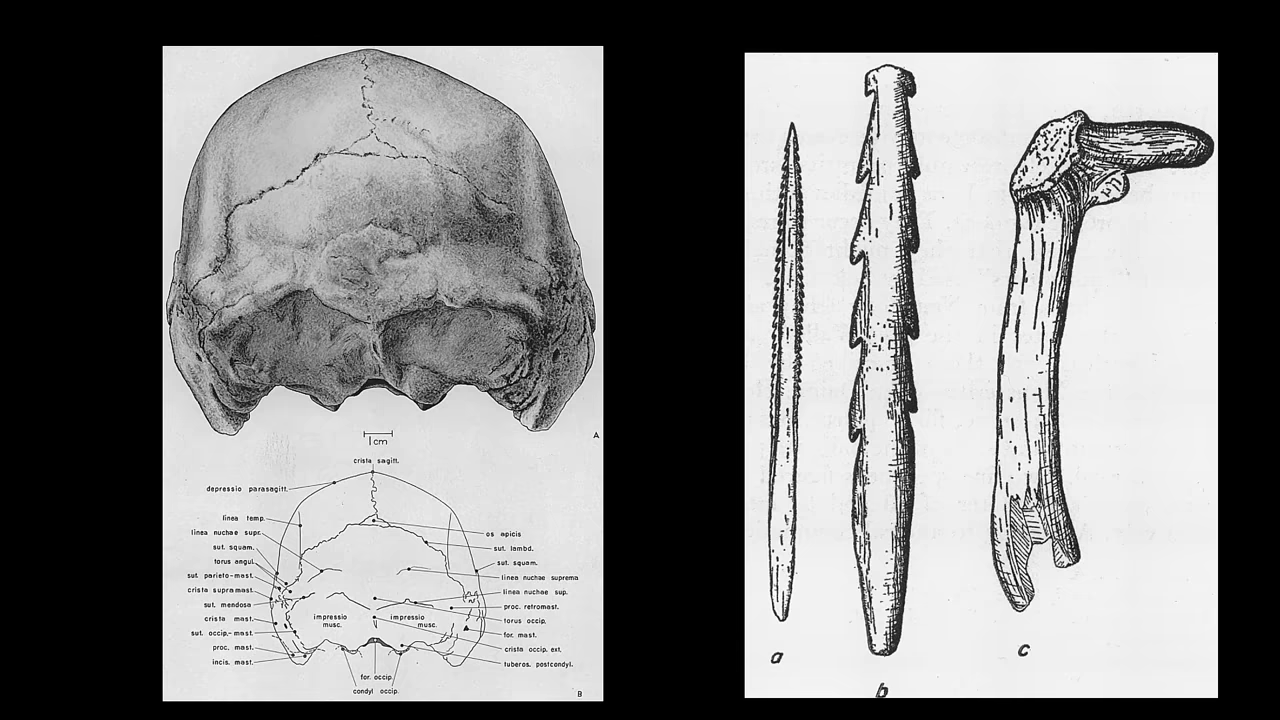 A
1 cm
crista sagitt.
depressio parasagitt.
linea temp.
linea nuchae supr.
sut. squam.
torus angul.
sut. parieto-mast.
crista supramast.
sut. mendosa
crista mast.
sut. occip.-mast.
proc. mast.
incis. mast.
impressio
musc.
impressio
musc.
os apicis
sut. lambd.
sut. squam.
linea nuchae suprema
linea nuchae sup.
proc. retromast.
torus occip.
for. mast.
crista occip. ext.
tuberos. postcondyl.
for. occip.
condyl occip.
B
a
b
c